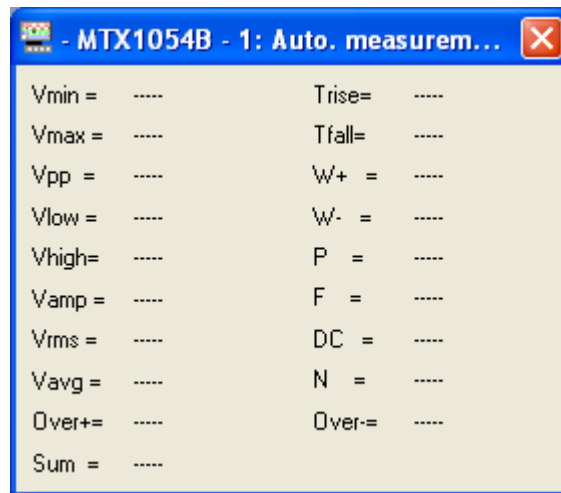 - MTX1054B - 1: Auto. measurem...
Vmin = ----- Trise= -----
Vmax = ----- Tfall= -----
Vpp = ----- W+ = -----
Vlow = ----- W- = -----
Vhigh= ----- P = -----
Vamp = ----- F = -----
Vrms = ----- DC = -----
Vavg = ----- N = -----
Over+= ----- Over-= -----
Sum = -----